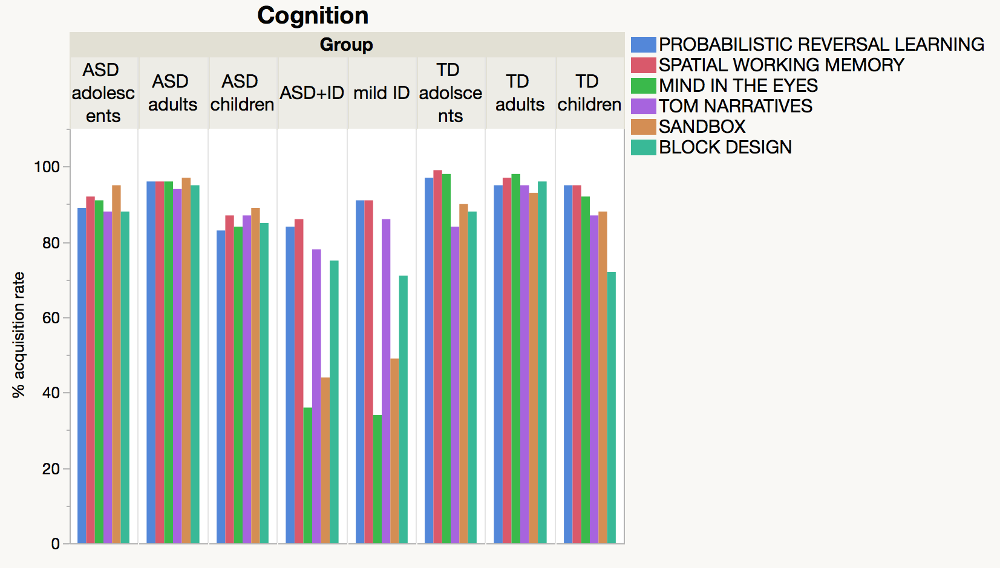 Cognition
Group
ASD
adolesc
ents
ASD
adults
ASD
children
ASD+ID
mild ID
TD
adolsce
nts
TD
adults
TD
children
PROBABILISTIC REVERSAL LEARNING
SPATIAL WORKING MEMORY
MIND IN THE EYES
TOM NARRATIVES
SANDBOX
BLOCK DESIGN
% acquisition rate
100
80
60
40
20
0